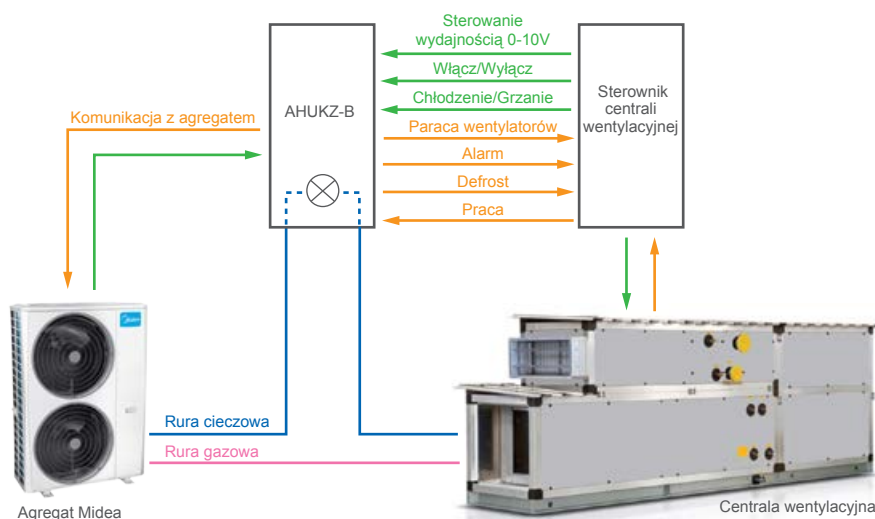 Sterowanie
wydajnością 0-10V
Włącz/Wyłącz
Chłodzenie/Grzanie
AHUKZ-B
Sterownik
centrali
wentylacyjnej
Komunikacja z agregatem
Paraca wentylatorów
Alarm
Defrost
Praca
Midea
Rura cieczowa
Rura gazowa
Agregat Midea
Centrala wentylacyjna